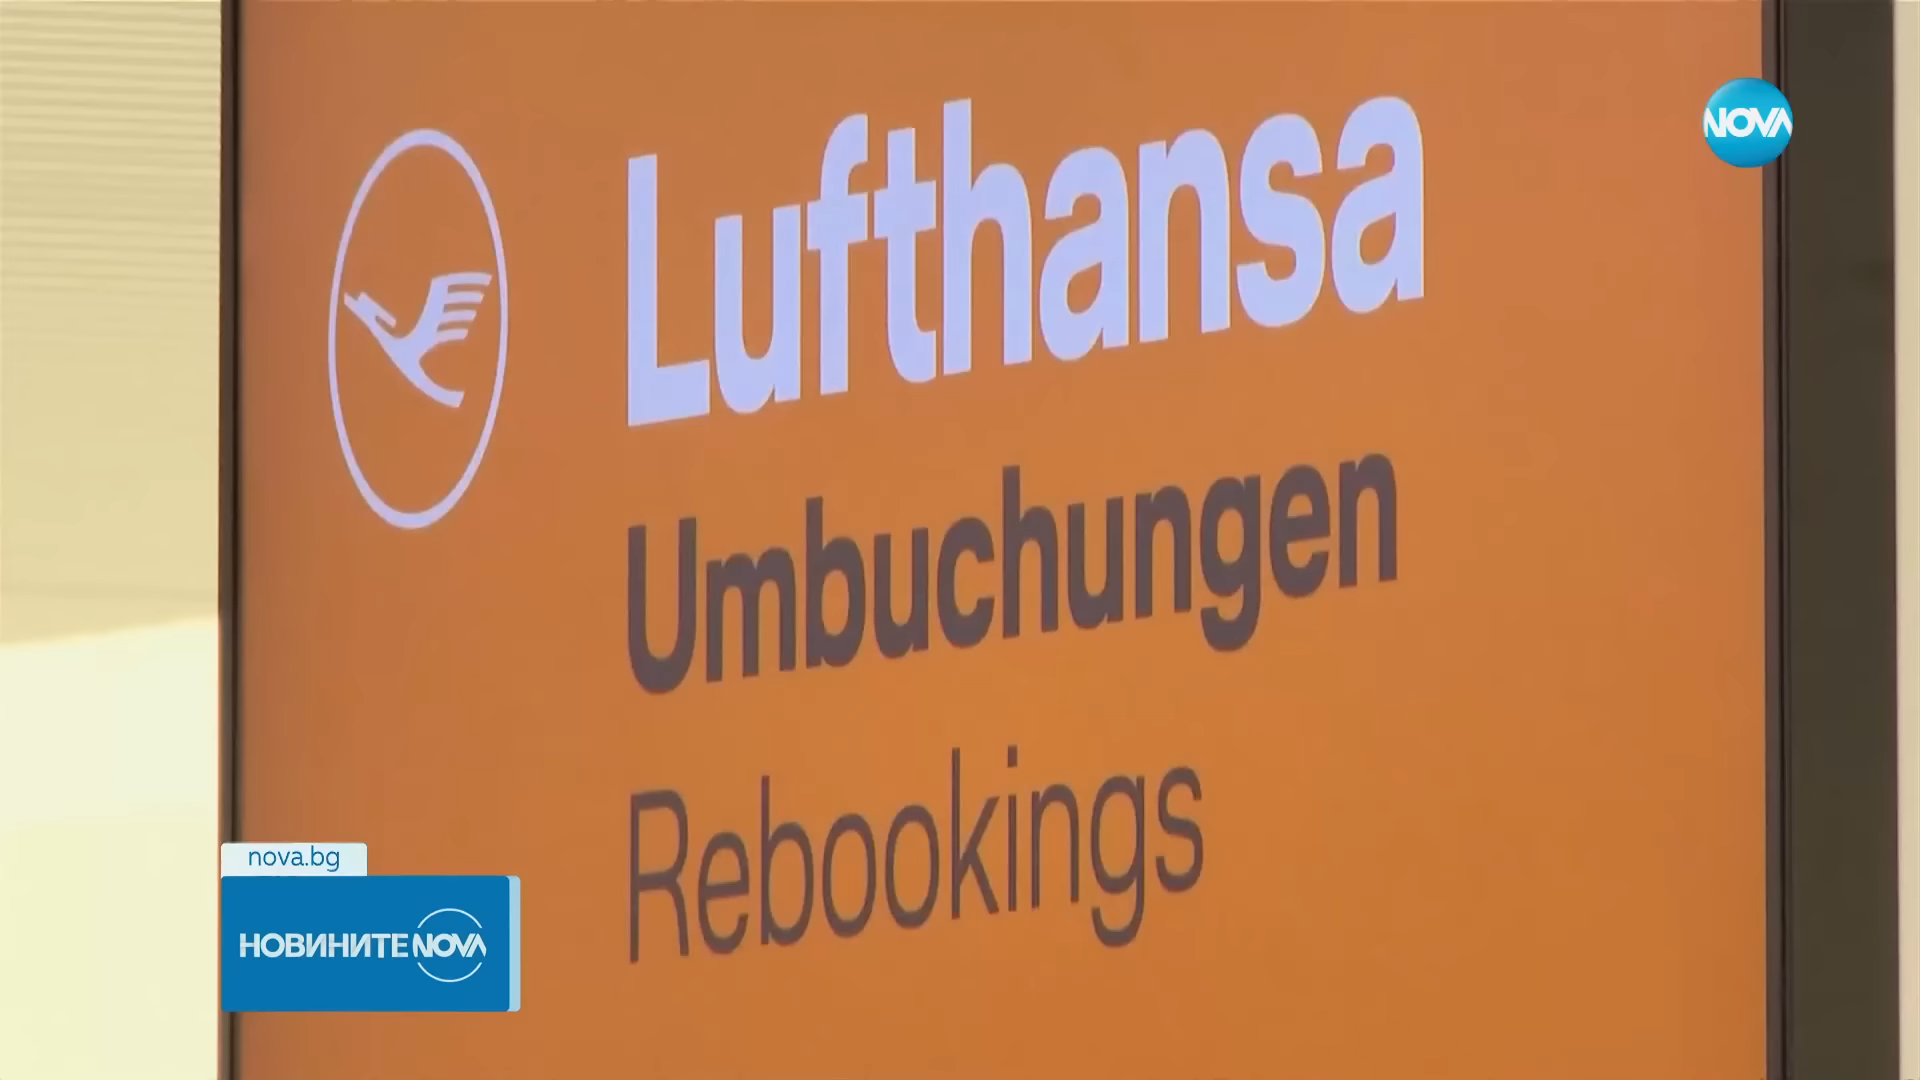 NOVA
Lufthansa
Umbuchungen
Rebookings
nova.bg
НОВИНИТЕ NOVA